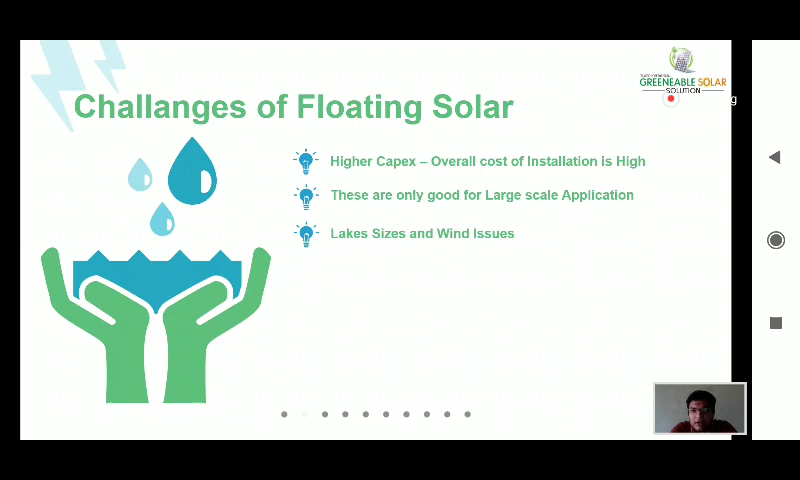 GREENEABLE SOLAR
SOLUTION
g
Challanges of Floating Solar
Higher Capex – Overall cost of Installation is High
These are only good for Large scale Application
Lakes Sizes and Wind Issues